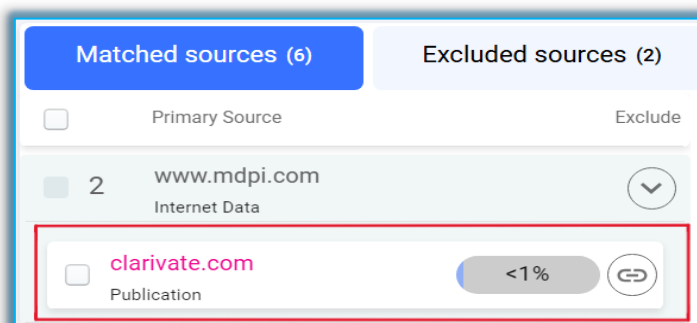 Matched sources (6) Excluded sources (2)
Primary Source Exclude
2 www.mdpi.com
Internet Data
clarivate.com <1%
Publication